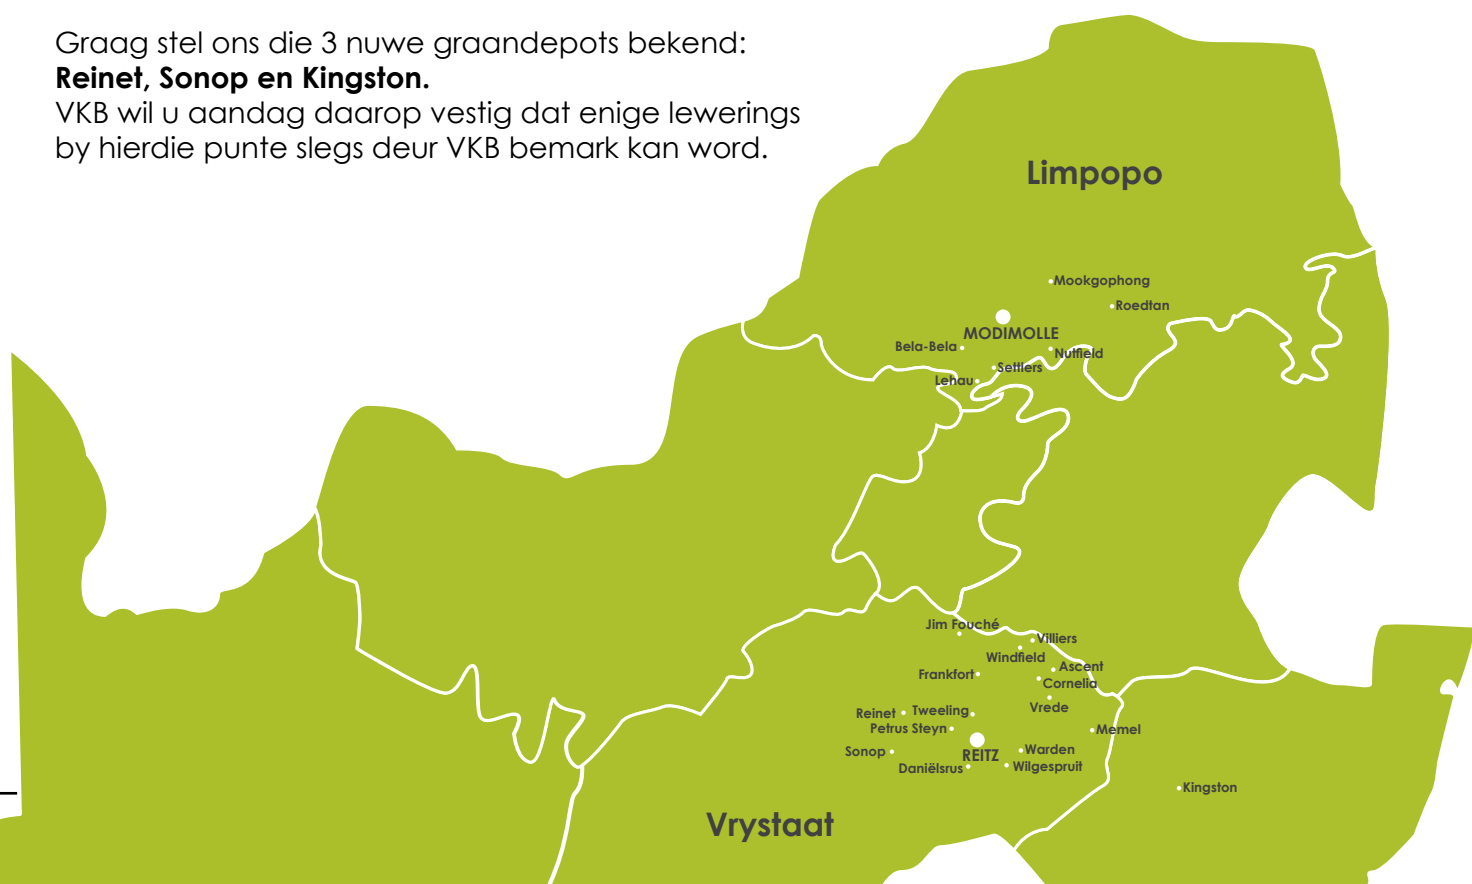 Graag stel ons die 3 nuwe graandepots bekend:
Reinet, Sonop en Kingston.
VKB wil u aandag daarop vestig dat enige lewerings
by hierdie punte slegs deur VKB bemark kan word.
Limpopo
Mookgophong
Roedtan
MODIMOLLE
Bela-Bela
Nutfield
Settlers
Lehau
Jim Fouché
Villiers
Windfield
Ascent
Frankfort
Cornelia
Vrede
Reinet
Tweeling
Petrus Steyn
Memel
Sonop
REITZ
Warden
Daniëlsrus
Wilgespruit
Kingston
Vrystaat